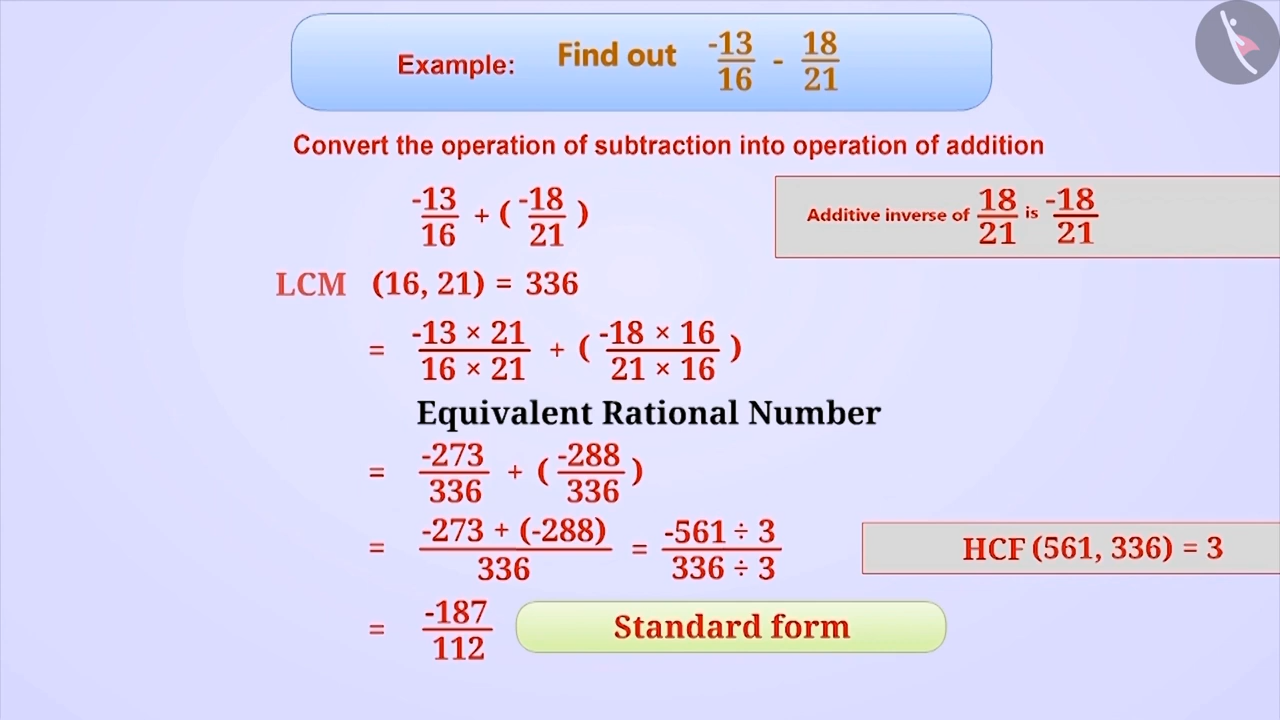 Example: Find out -13/16 - 18/21
Convert the operation of subtraction into operation of addition
-13/16 + ( -18/21 )
Additive inverse of 18/21 is -18/21
LCM (16, 21) = 336
= -13 × 21/16 × 21 + ( -18 × 16/21 × 16 )
Equivalent Rational Number
= -273/336 + ( -288/336 )
= -273 + (-288)/336 = -561 ÷ 3/336 ÷ 3
HCF (561, 336) = 3
= -187/112 Standard form